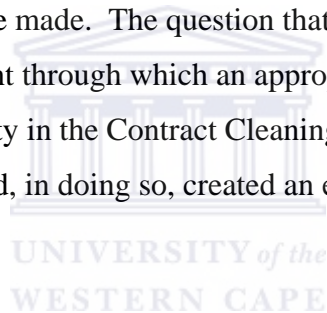 e made. The question that
nt through which an appro
ty in the Contract Cleaning
d, in doing so, created an e
UNIVERSITY of the
WESTERN CAPE